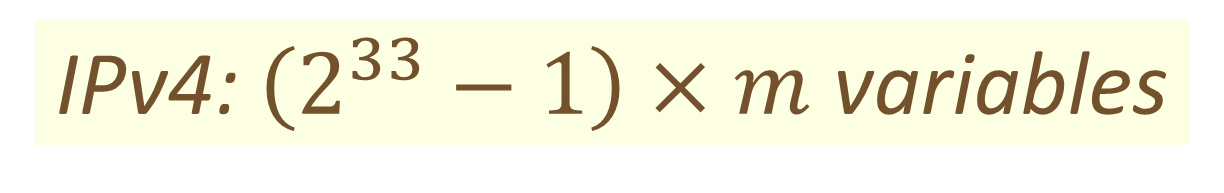 IPv4: (2³³ − 1) × m variables